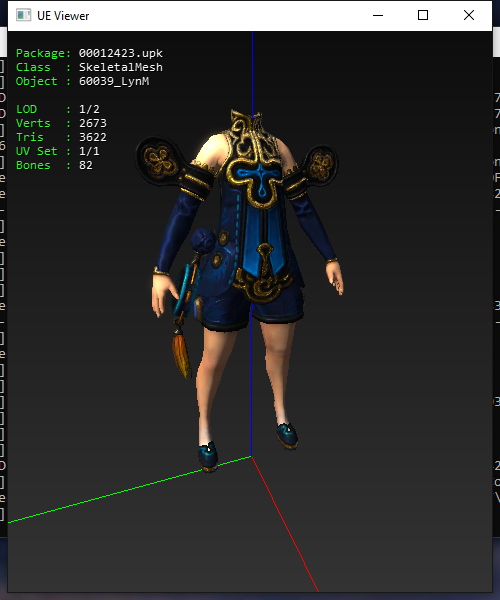 UE Viewer
Package: 00012423.upk
Class : SkeletalMesh
Object : 60039_LynM
LOD : 1/2
Verts : 2673
Tris : 3622
UV Set : 1/1
Bones : 82